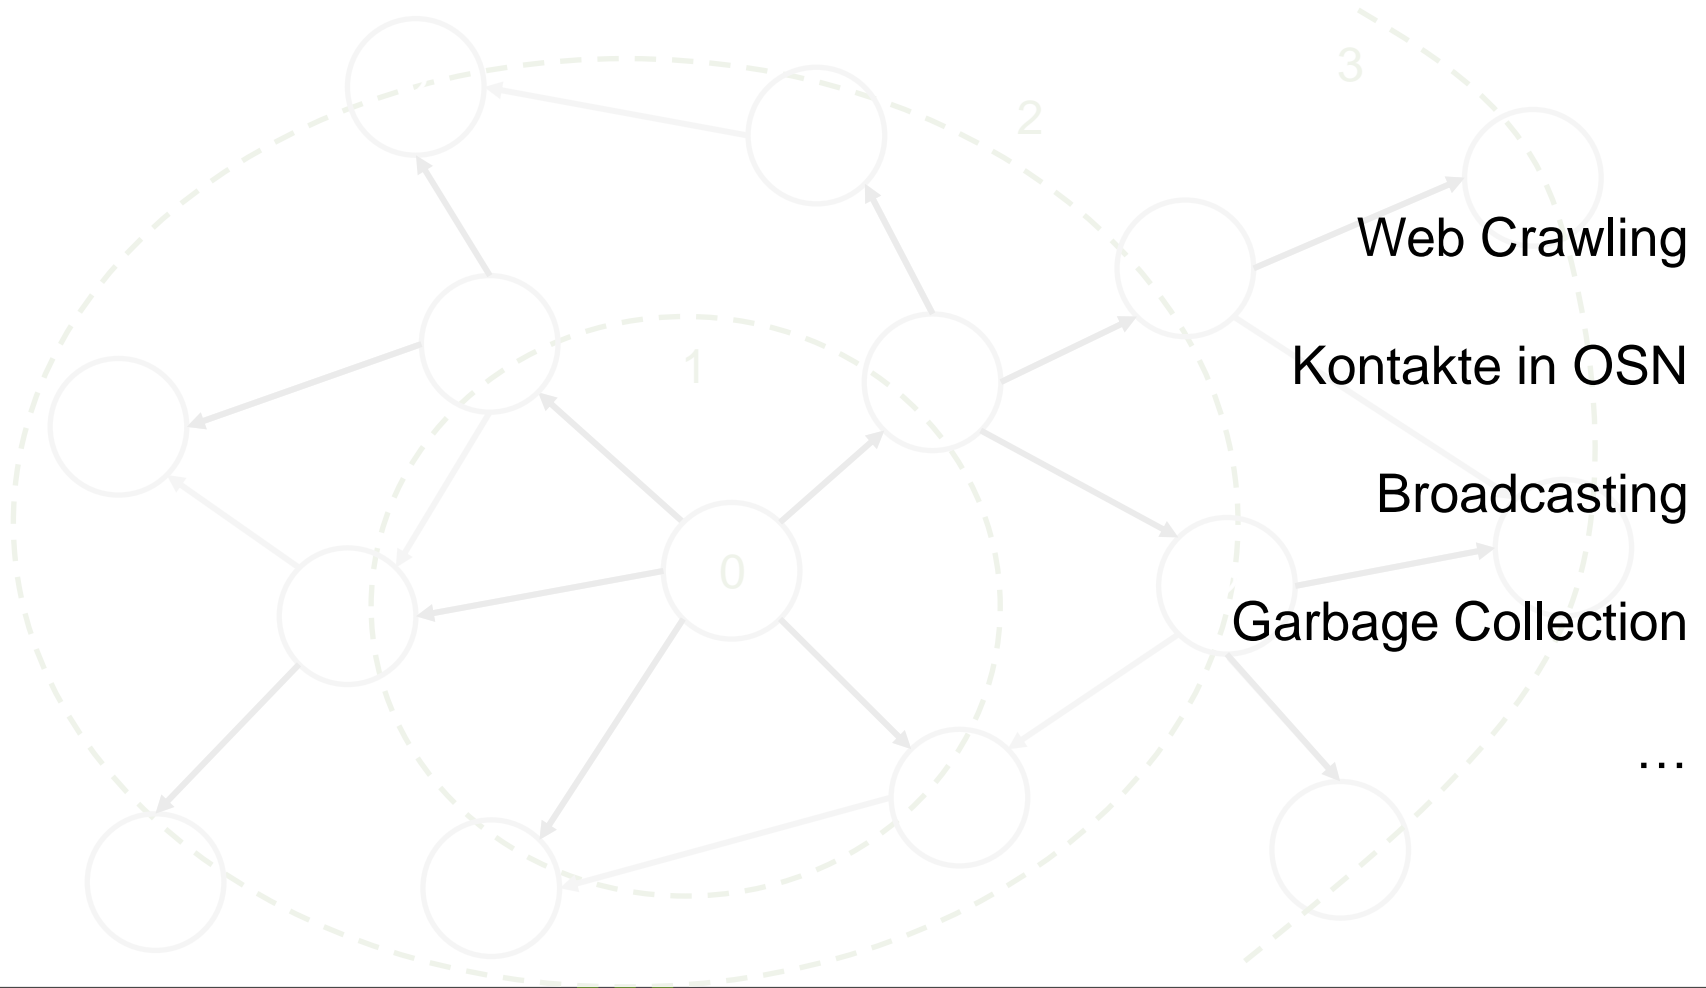 3
2
Web Crawling
1
Kontakte in OSN
Broadcasting
0
Garbage Collection
…